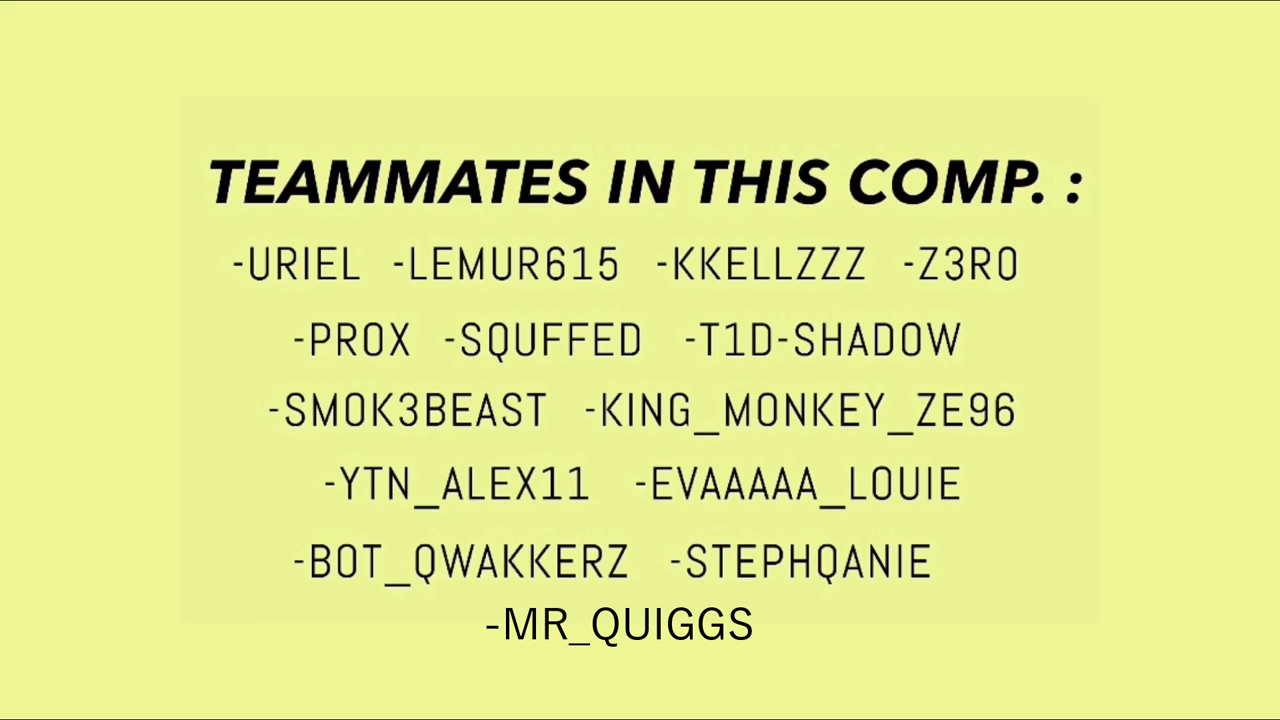 TEAMMATES IN THIS COMP. :
-URIEL -LEMUR615 -KKELLZZZ -Z3R0
-PROX -SQUFFED -T1D-SHADOW
-SMOK3BEAST -KING_MONKEY_ZE96
-YTN_ALEX11 -EVAAAAA_LOUIE
-BOT_QWAKKERZ -STEPHQANIE
-MR_QUIGGS